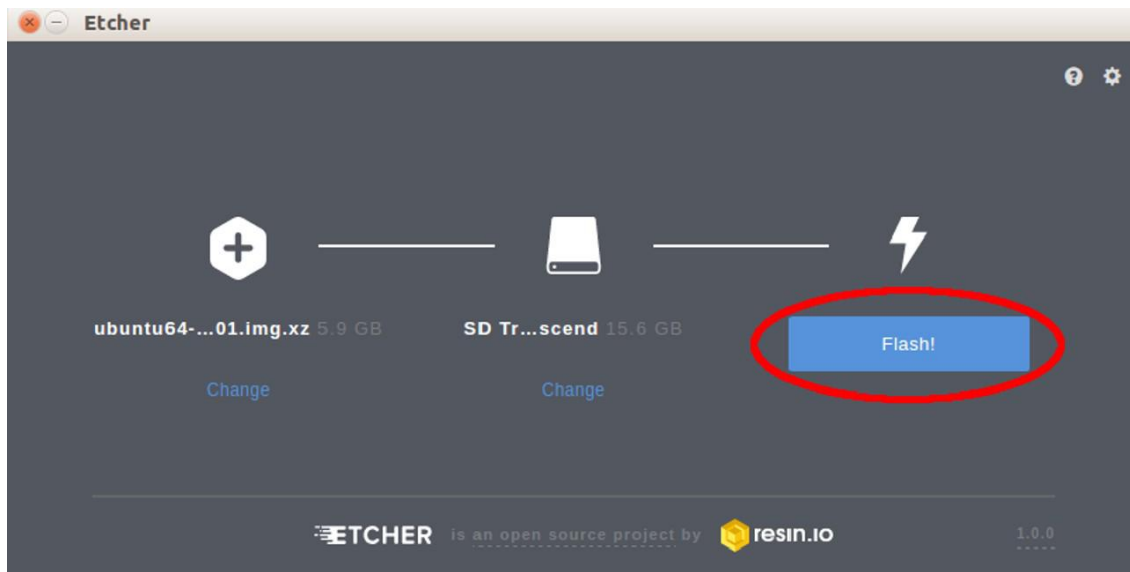 Etcher
ubuntu64-...01.img.xz 5.9 GB
SD Tr...scend 15.6 GB
Flash!
Change
Change
ETCHER is an open source project by resin.io 1.0.0